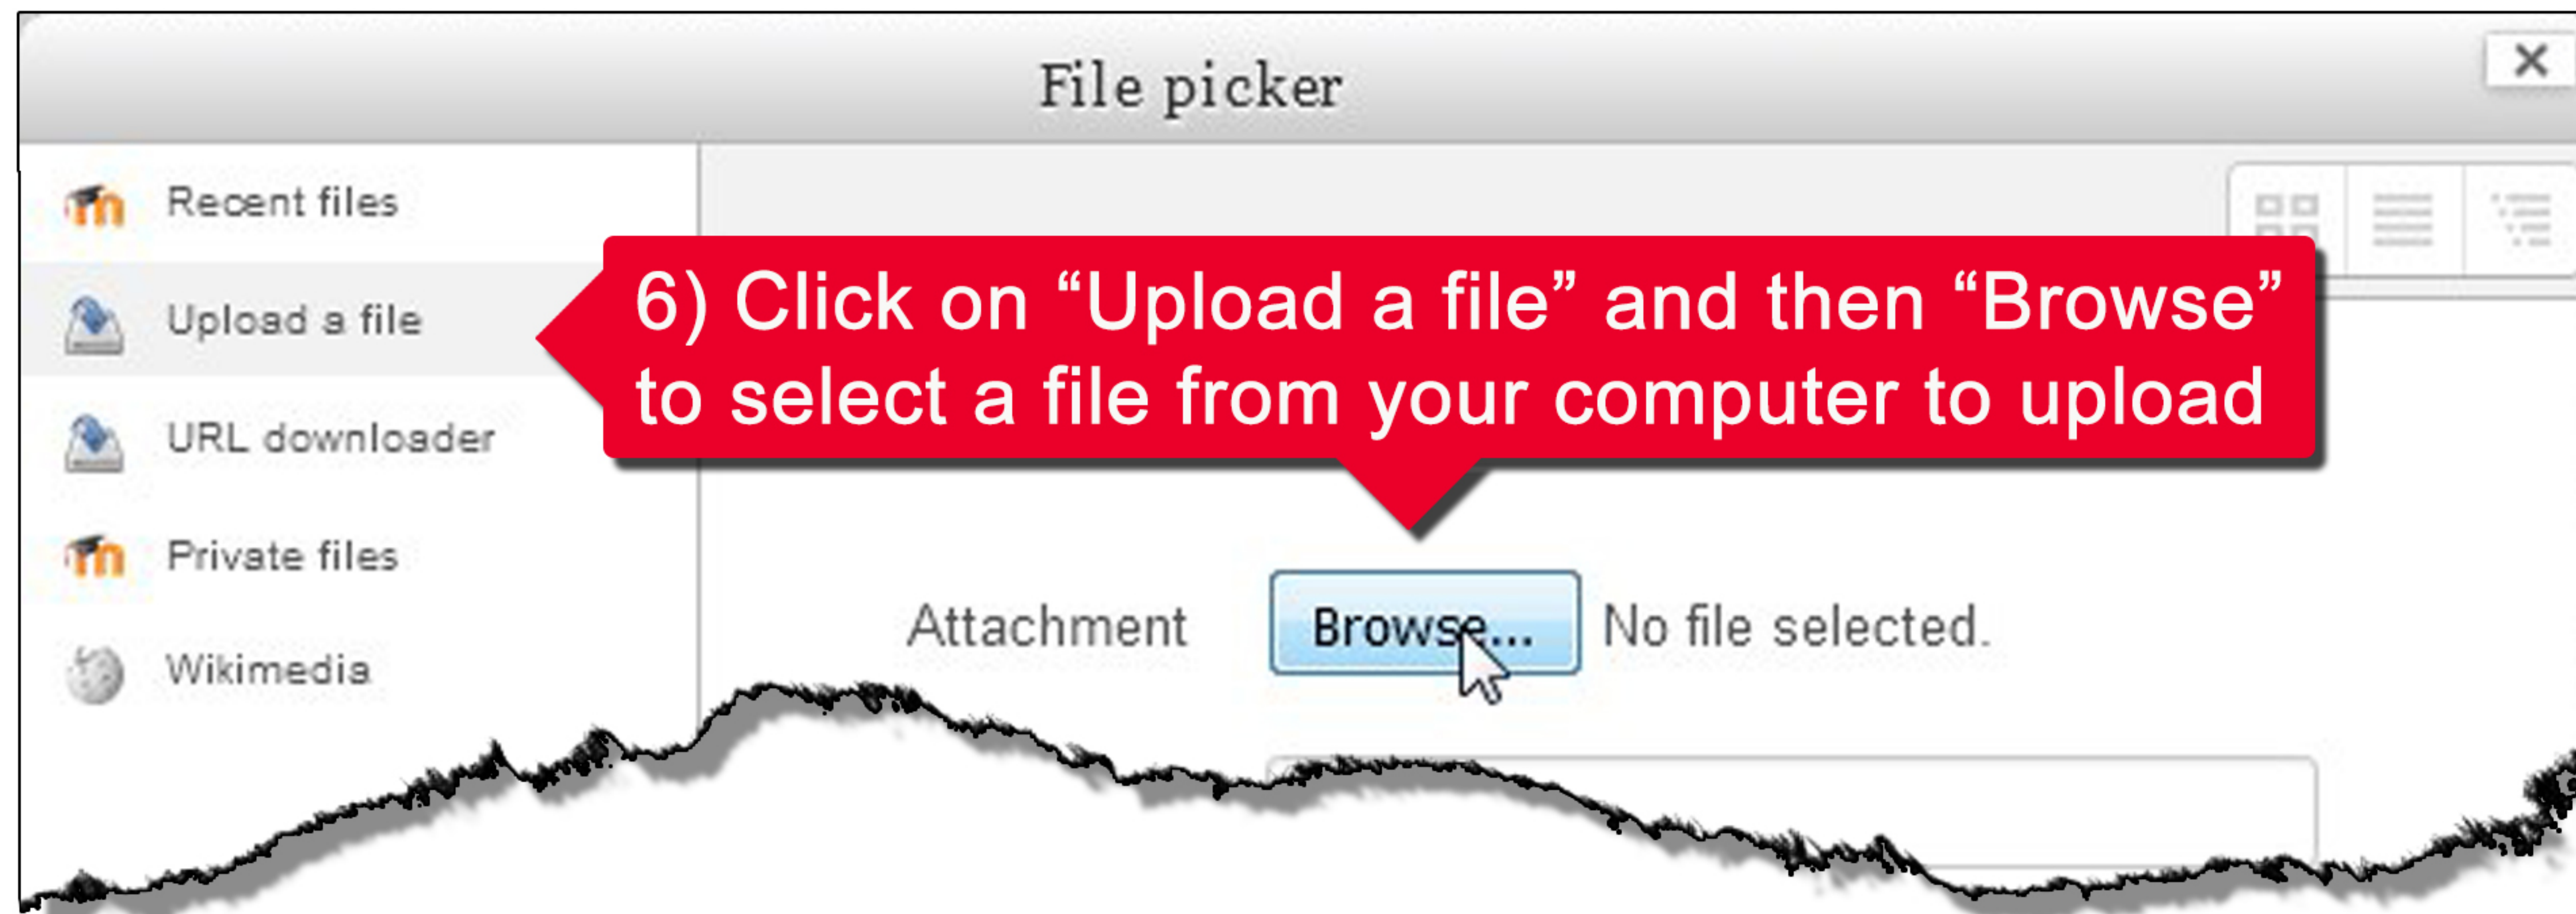 File picker
Recent files
Upload a file
URL downloader
Private files
Wikimedia
6) Click on “Upload a file” and then “Browse”
to select a file from your computer to upload
Attachment Browse... No file selected.